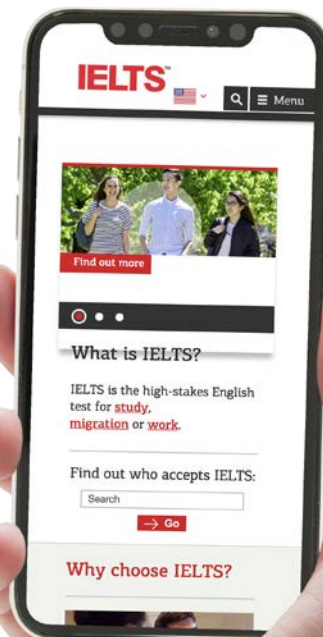 IELTS™
Menu
Find out more
What is IELTS?
IELTS is the high-stakes English
test for study,
migration or work.
Find out who accepts IELTS:
Search
→ Go
Why choose IELTS?